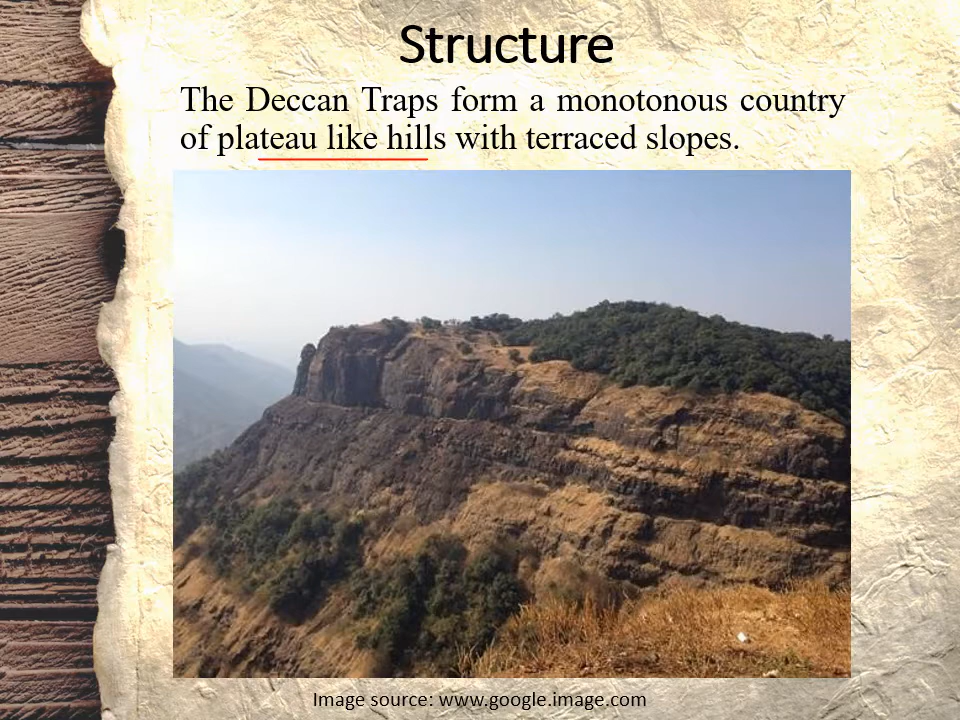 Structure
The Deccan Traps form a monotonous country
of plateau like hills with terraced slopes.
Image source: www.google.image.com